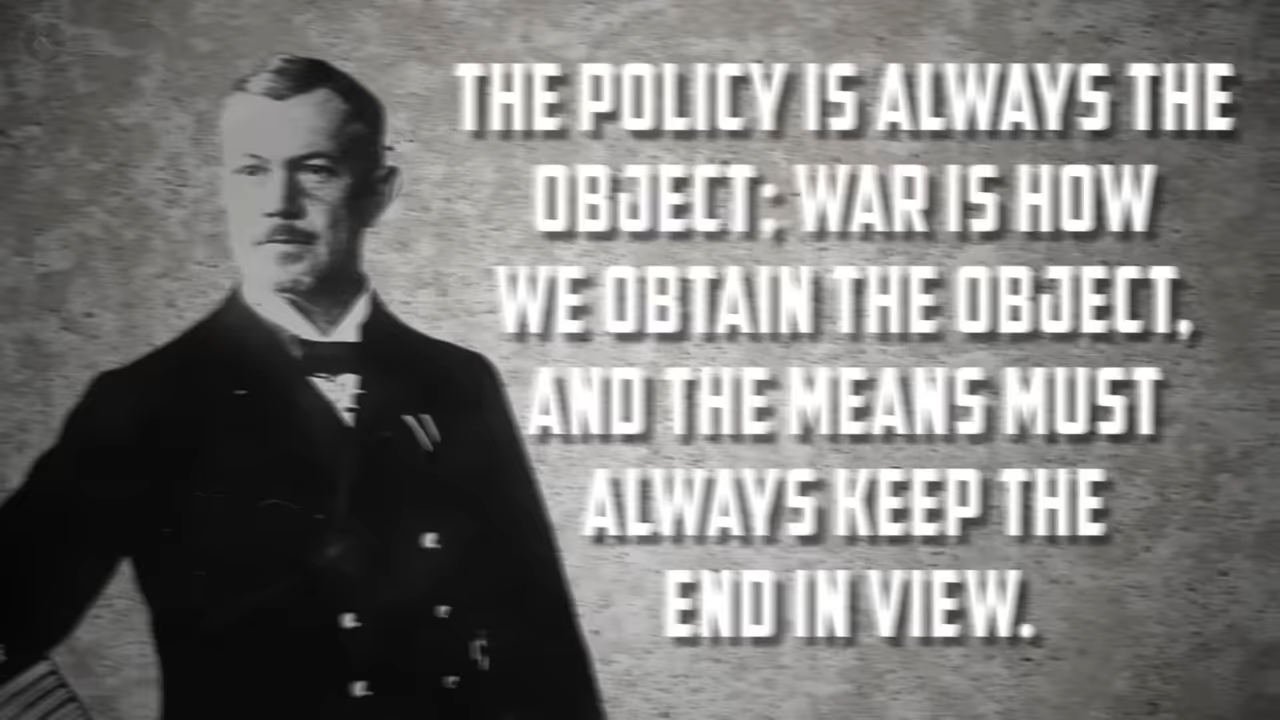 THE POLICY IS ALWAYS THE
OBJECT; WAR IS HOW
WE OBTAIN THE OBJECT,
AND THE MEANS MUST
ALWAYS KEEP THE
END IN VIEW.